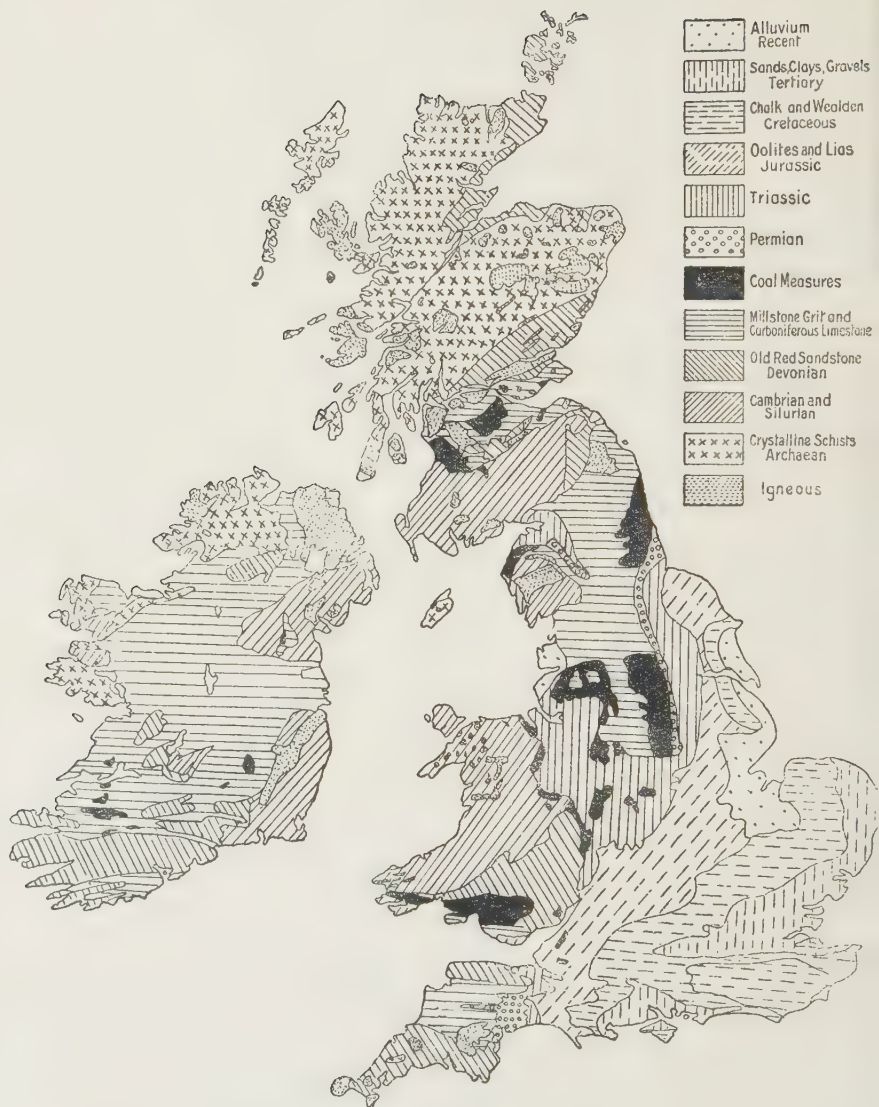 Alluvium
Recent
Sands, Clays, Gravels
Tertiary
Chalk and Wealden
Cretaceous
Oolites and Lias
Jurassic
Triassic
Permian
Coal Measures
Millstone Grit and
Carboniferous Limestone
Old Red Sandstone
Devonian
Cambrian and
Silurian
Crystalline Schists
Archaean
Igneous